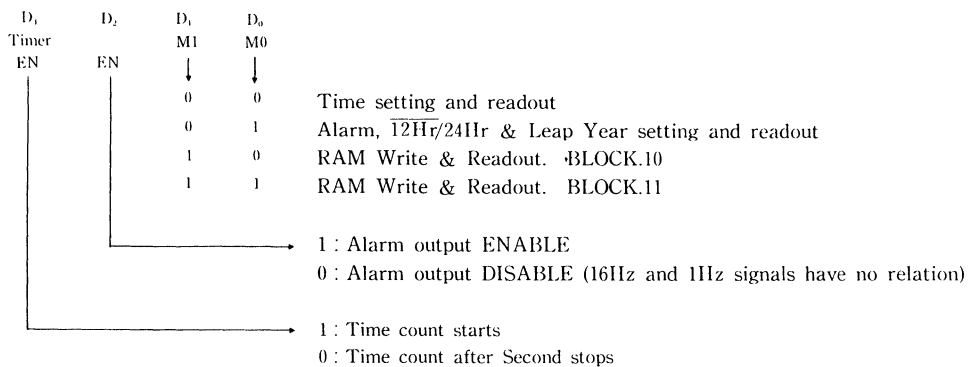 D₃ D₂ D₁ D₀
Timer M1 M0
EN EN
0 0 Time setting and readout
0 1 Alarm, 12Hr/24Hr & Leap Year setting and readout
1 0 RAM Write & Readout. BLOCK.10
1 1 RAM Write & Readout. BLOCK.11
1 : Alarm output ENABLE
0 : Alarm output DISABLE (16Hz and 1Hz signals have no relation)
1 : Time count starts
0 : Time count after Second stops